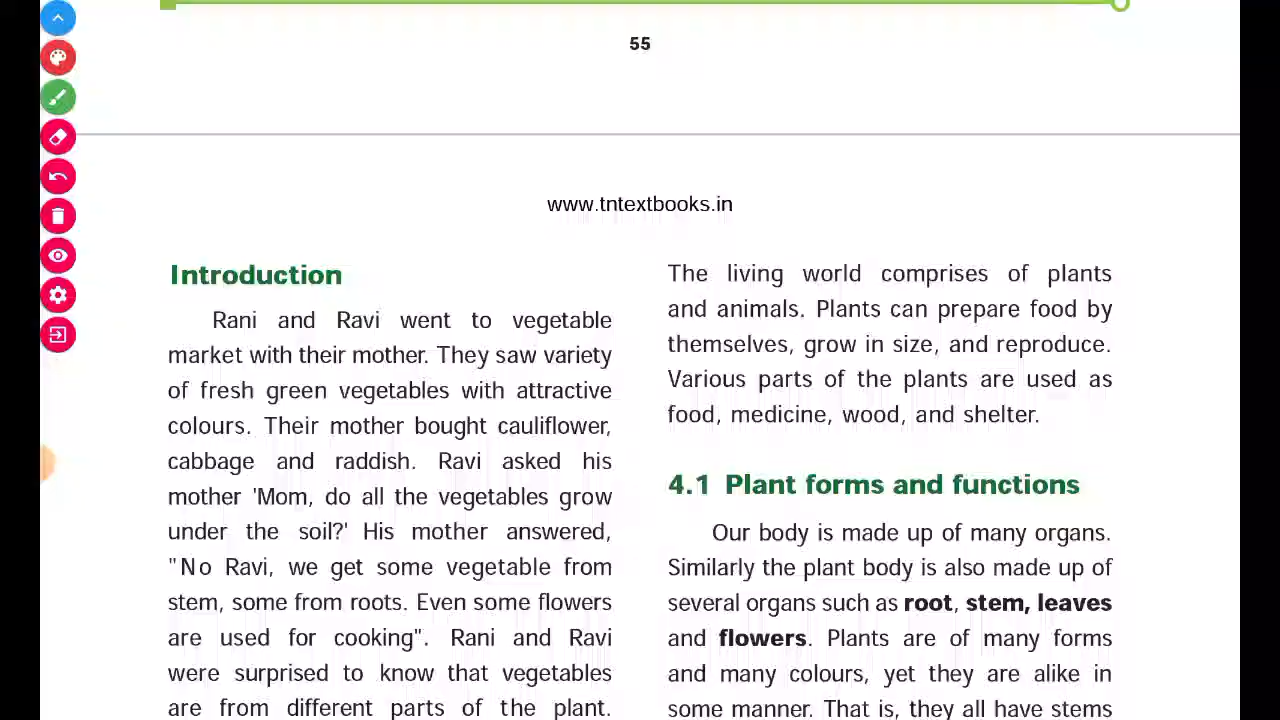 55
www.tntextbooks.in
Introduction
Rani and Ravi went to vegetable
market with their mother. They saw variety
of fresh green vegetables with attractive
colours. Their mother bought cauliflower,
cabbage and raddish. Ravi asked his
mother 'Mom, do all the vegetables grow
under the soil?' His mother answered,
"No Ravi, we get some vegetable from
stem, some from roots. Even some flowers
are used for cooking". Rani and Ravi
were surprised to know that vegetables
are from different parts of the plant.
The living world comprises of plants
and animals. Plants can prepare food by
themselves, grow in size, and reproduce.
Various parts of the plants are used as
food, medicine, wood, and shelter.
4.1 Plant forms and functions
Our body is made up of many organs.
Similarly the plant body is also made up of
several organs such as root, stem, leaves
and flowers. Plants are of many forms
and many colours, yet they are alike in
some manner. That is, they all have stems